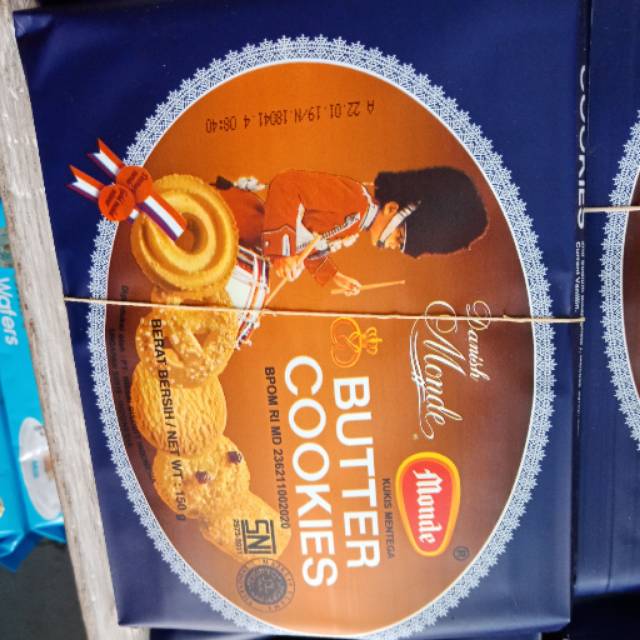 Danish
Monde
Monde
®
KUKIS MENTEGA
BUTTER
COOKIES
BPOM RI MD 236211002020
BERAT BERSIH / NET WT : 150 g
SNI
A 22.01.19/N.18041.4 06:40
COOKIES
Wafers